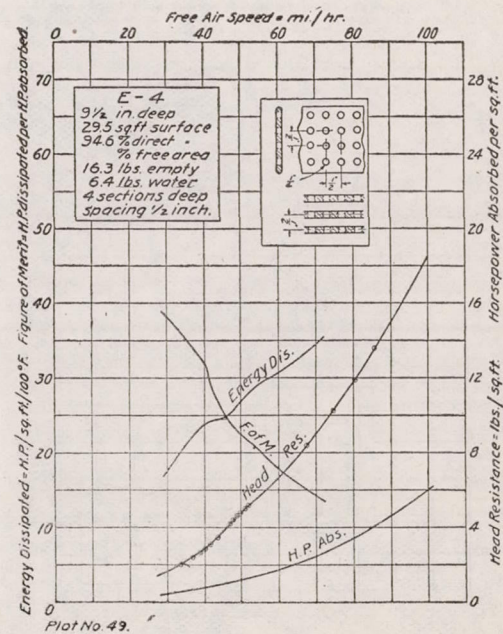 Free Air Speed = mi./hr.
0 20 40 60 80 100
Energy Dissipated = H.P./sq.ft./100°F. Figure of Merit = H.P. dissipated per H.P. absorbed.
70
60
50
40
30
20
10
0
E-4
9 1/2 in. deep
29.5 sq ft surface
94.6 % direct "
% free area
16.3 lbs. empty
6.4 lbs. water
4 sections deep
spacing 1/2 inch.
Energy Dis.
F. of M.
Head Res.
H.P. Abs.
28
24
20
16
12
8
4
0
Horsepower Absorbed/per sq.ft.
Head Resistance = lbs/sq.ft.
Plot No. 49.